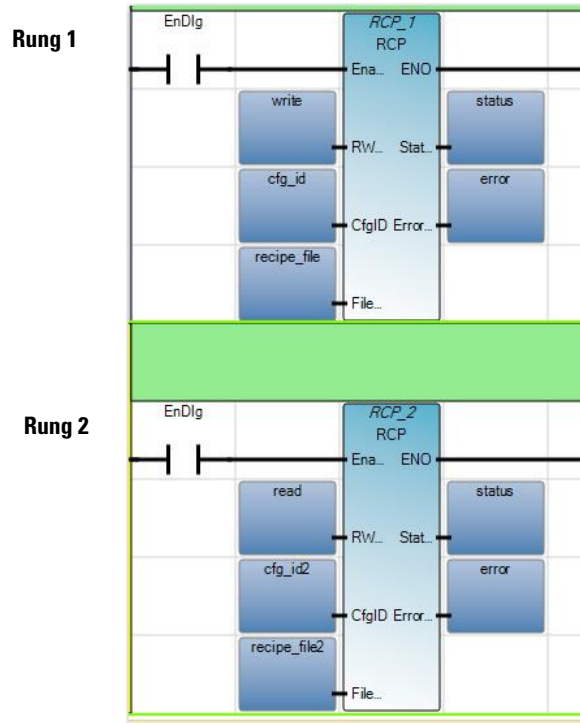 EnDlg
RCP_1
Rung 1
RCP
Ena... ENO
write
status
RW... Stat...
cfg_id
error
CfgID Error...
recipe_file
File...
EnDlg
RCP_2
Rung 2
RCP
Ena... ENO
read
status
RW... Stat...
cfg_id2
error
CfgID Error...
recipe_file2
File...